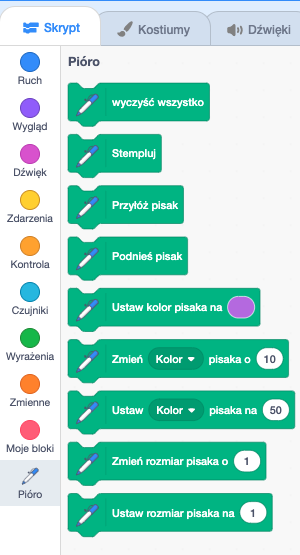 Skrypt
Kostiumy
Dźwięki
Ruch
Wygląd
Dźwięk
Zdarzenia
Kontrola
Czujniki
Wyrażenia
Zmienne
Moje bloki
Pióro
Pióro
wyczyść wszystko
Stempluj
Przyłóż pisak
Podnieś pisak
Ustaw kolor pisaka na
Zmień Kolor pisaka o 10
Ustaw Kolor pisaka na 50
Zmień rozmiar pisaka o 1
Ustaw rozmiar pisaka na 1